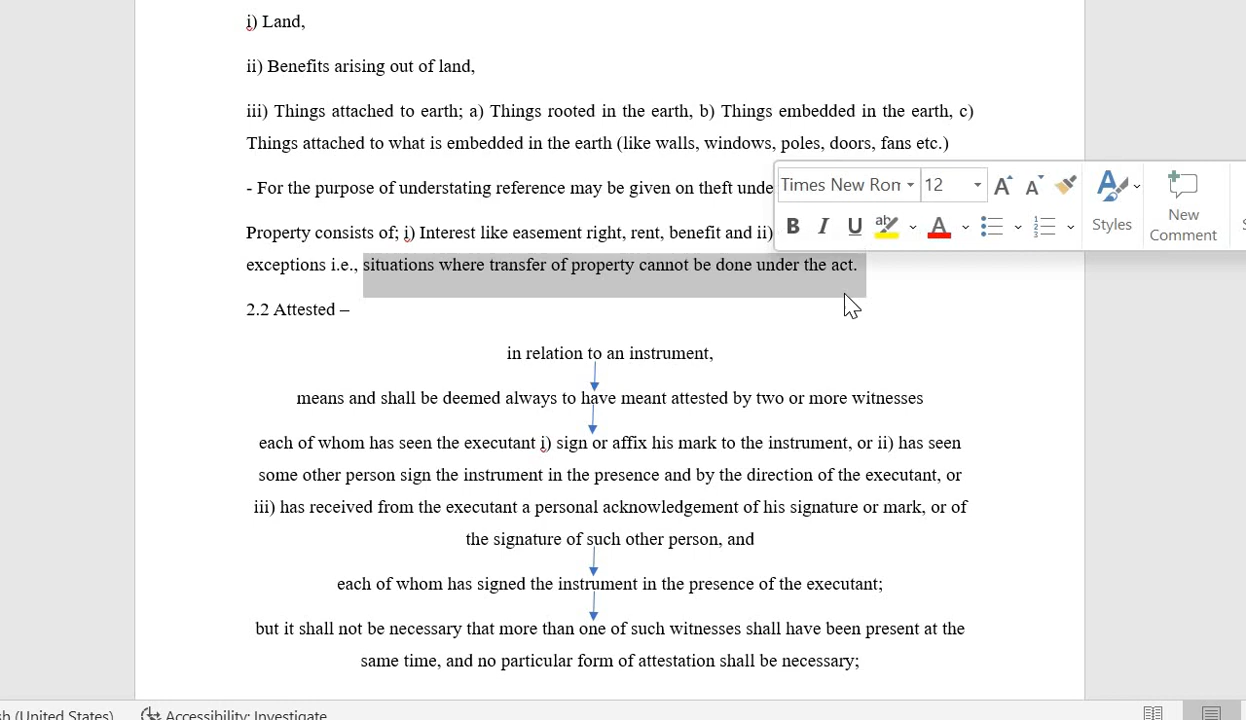 i) Land,
ii) Benefits arising out of land,
iii) Things attached to earth; a) Things rooted in the earth, b) Things embedded in the earth, c)
Things attached to what is embedded in the earth (like walls, windows, poles, doors, fans etc.)
- For the purpose of understating reference may be given on theft unde
Times New Ron 12
Styles
New
Comment
Property consists of; i) Interest like easement right, rent, benefit and ii)
exceptions i.e., situations where transfer of property cannot be done under the act.
2.2 Attested –
in relation to an instrument,
means and shall be deemed always to have meant attested by two or more witnesses
each of whom has seen the executant i) sign or affix his mark to the instrument, or ii) has seen
some other person sign the instrument in the presence and by the direction of the executant, or
iii) has received from the executant a personal acknowledgement of his signature or mark, or of
the signature of such other person, and
each of whom has signed the instrument in the presence of the executant;
but it shall not be necessary that more than one of such witnesses shall have been present at the
same time, and no particular form of attestation shall be necessary;
sh (United States) Accessibility: Investigate